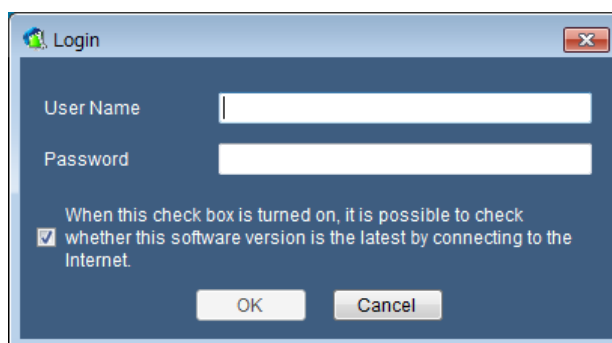 Login
User Name
Password
When this check box is turned on, it is possible to check
whether this software version is the latest by connecting to the
Internet.
OK Cancel